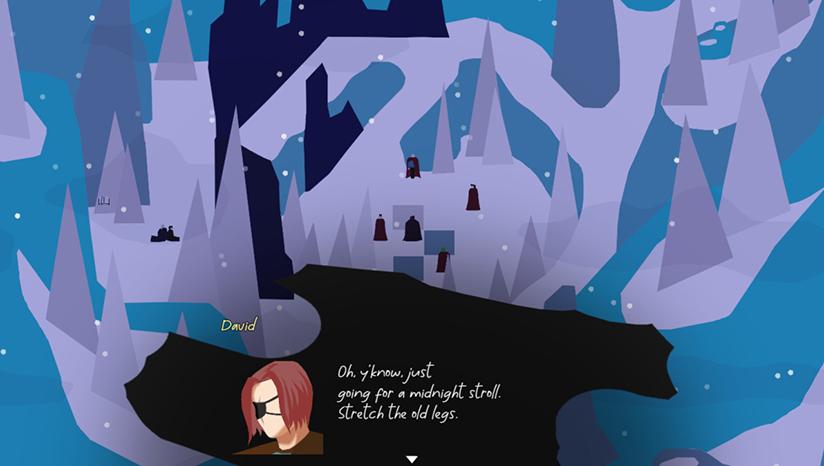 David
Oh, y'know, just
going for a midnight stroll.
Stretch the old legs.